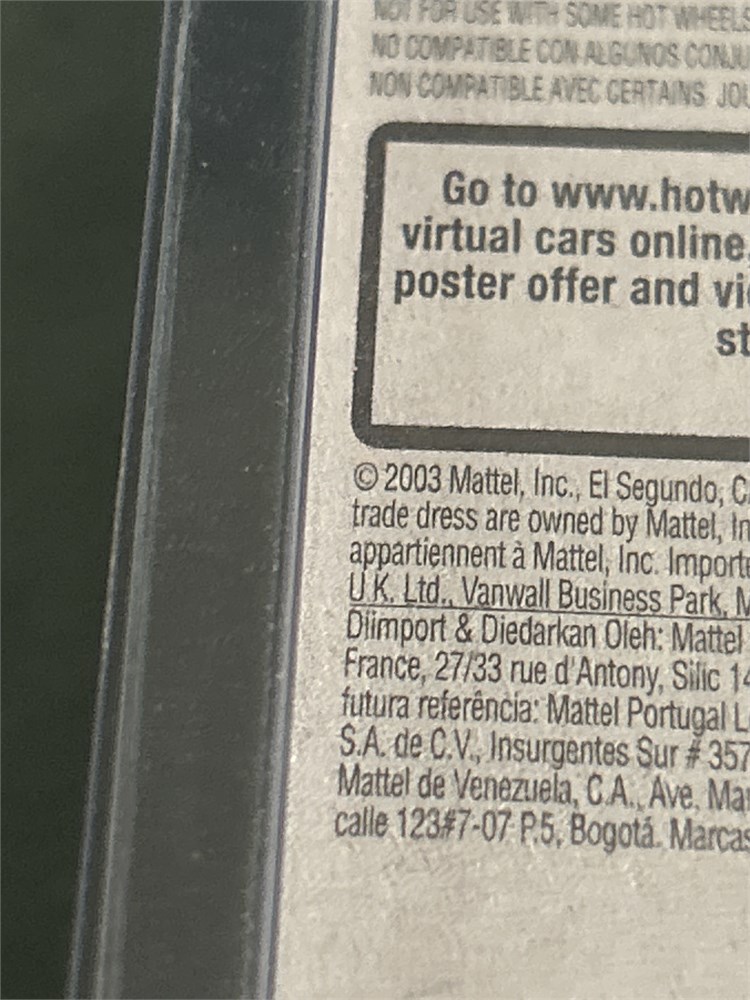 NOT FOR USE WITH SOME HOT WHEELS
NO COMPATIBLE CON ALGUNOS CONJU
NON COMPATIBLE AVEC CERTAINS JOU
Go to www.hotw
virtual cars online,
poster offer and vi
st
© 2003 Mattel, Inc., El Segundo, C
trade dress are owned by Mattel, In
appartiennent à Mattel, Inc. Importe
U.K. Ltd., Vanwall Business Park, M
Diimport & Diedarkan Oleh: Mattel
France, 27/33 rue d'Antony, Silic 14
futura referência: Mattel Portugal L
S.A. de C.V., Insurgentes Sur # 357
Mattel de Venezuela, C.A., Ave. Ma
calle 123#7-07 P.5, Bogotá. Marcas